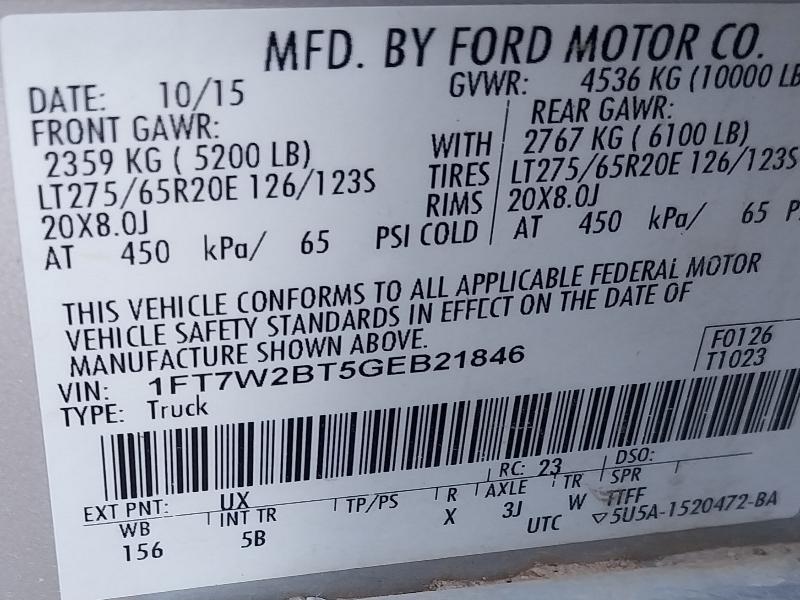 MFD. BY FORD MOTOR CO.
DATE: 10/15 GVWR: 4536 KG (10000 LB
FRONT GAWR: REAR GAWR:
2359 KG ( 5200 LB) WITH 2767 KG ( 6100 LB)
LT275/65R20E 126/123S TIRES LT275/65R20E 126/123S
20X8.0J RIMS 20X8.0J
AT 450 kPa/ 65 PSI COLD AT 450 kPa/ 65 P
THIS VEHICLE CONFORMS TO ALL APPLICABLE FEDERAL MOTOR
VEHICLE SAFETY STANDARDS IN EFFECT ON THE DATE OF
MANUFACTURE SHOWN ABOVE.
VIN: 1FT7W2BT5GEB21846 F0126
TYPE: Truck T1023
EXT PNT: UX RC: 23 DSO:
WB INT TR TP/PS R AXLE TR SPR
156 5B X 3J W TTFF
UTC ▽5U5A-1520472-BA